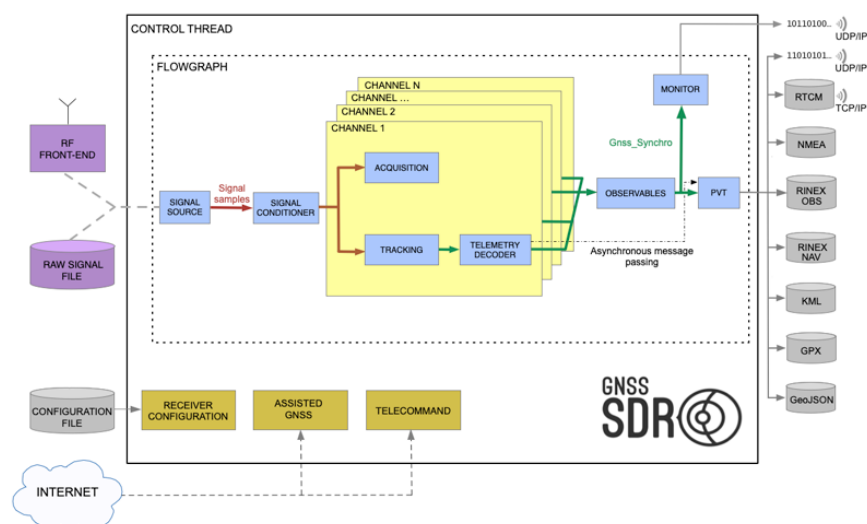 CONTROL THREAD
10110100..
UDP/IP
FLOWGRAPH
11010101..
UDP/IP
CHANNEL N
CHANNEL ...
CHANNEL 2
CHANNEL 1
MONITOR
RTCM
TCP/IP
RF
FRONT-END
Gnss_Synchro
NMEA
ACQUISITION
Signal
samples
SIGNAL
SOURCE
SIGNAL
CONDITIONER
OBSERVABLES
PVT
RINEX
OBS
TRACKING
TELEMETRY
DECODER
Asynchronous message
passing
RAW SIGNAL
FILE
RINEX
NAV
KML
GPX
GeoJSON
CONFIGURATION
FILE
RECEIVER
CONFIGURATION
ASSISTED
GNSS
TELECOMMAND
GNSS
SDR
INTERNET